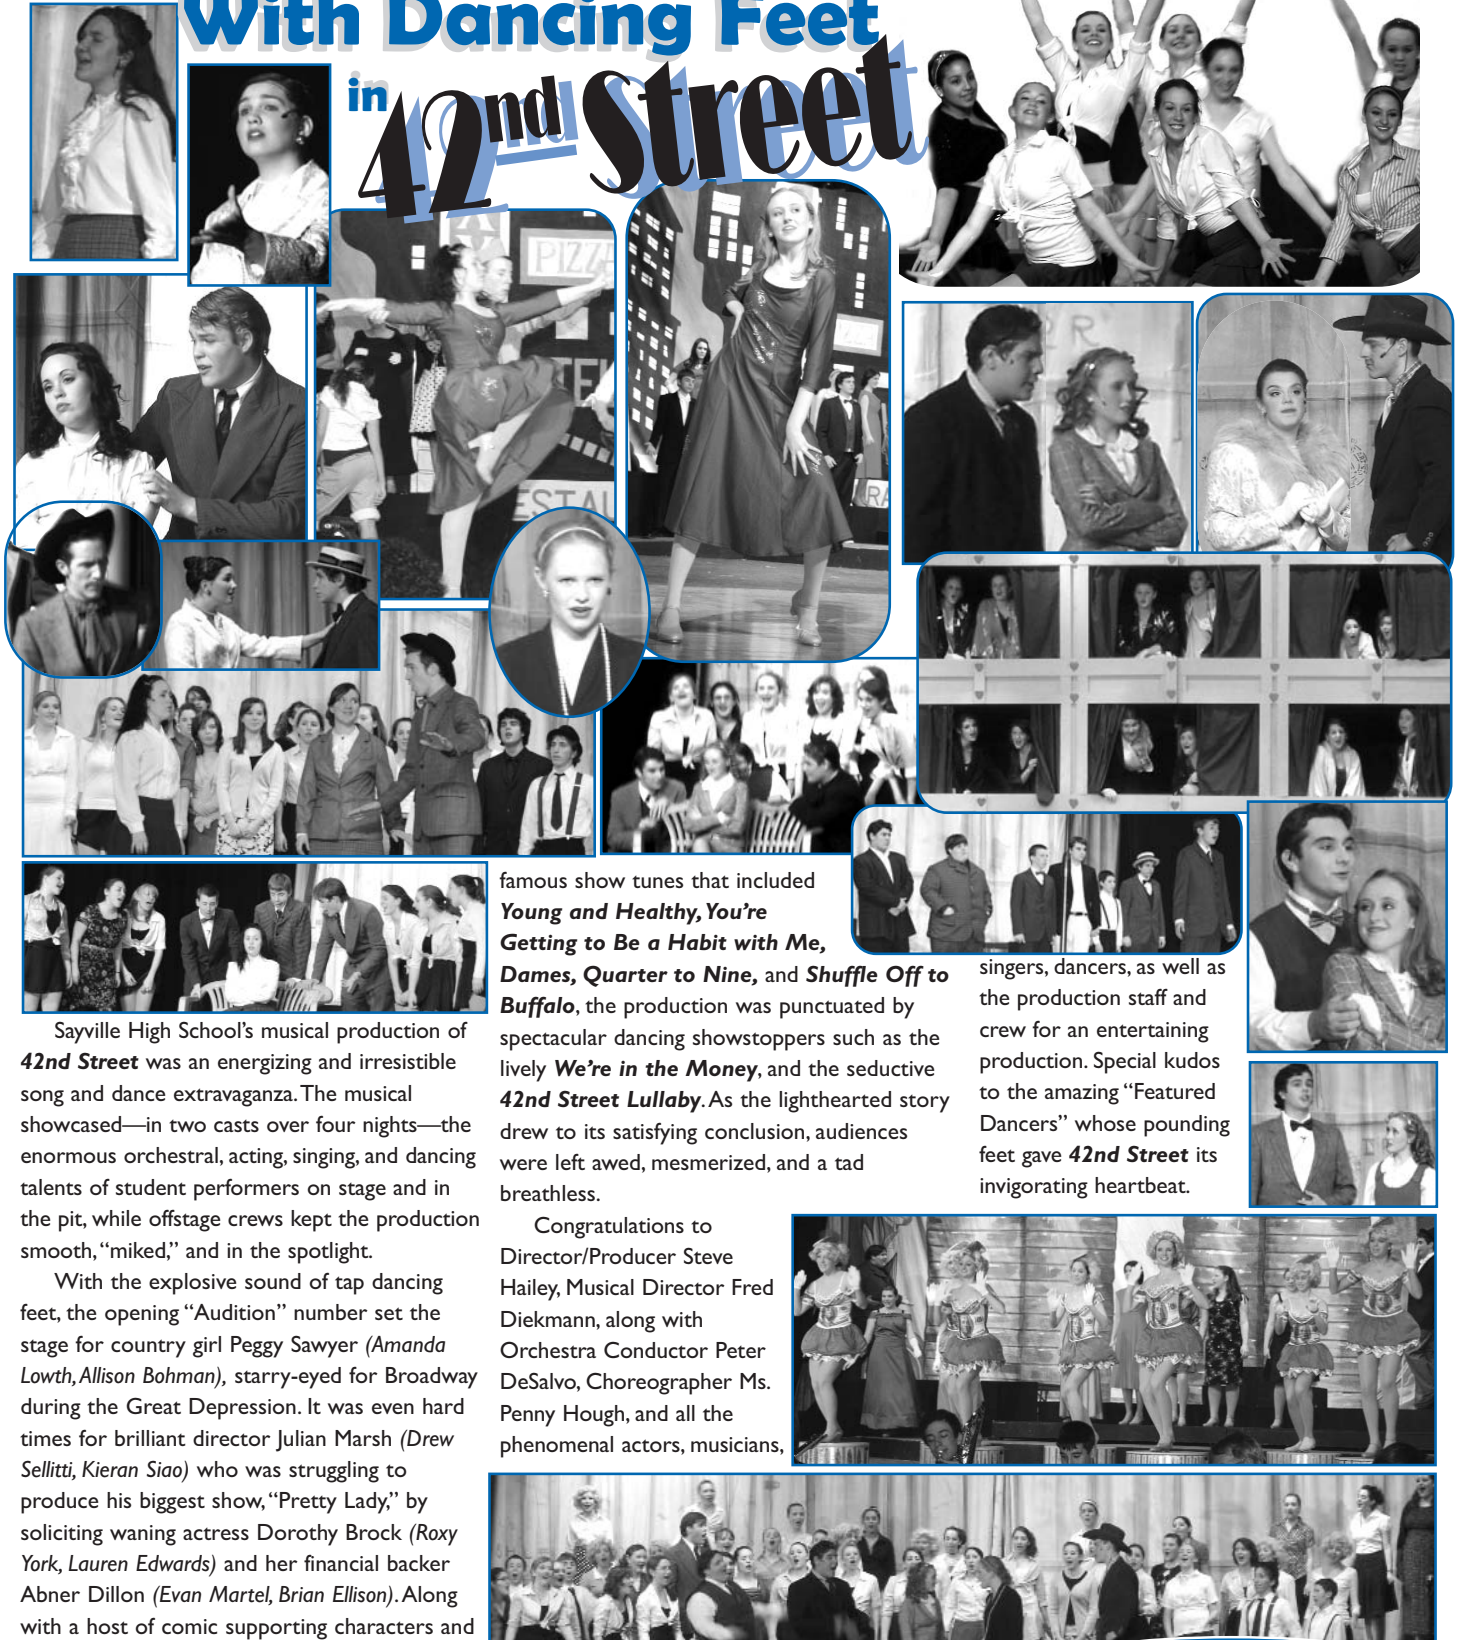 With Dancing Feet
in
42nd Street
PIZZ
ESTAU
Sayville High School’s musical production of
42nd Street was an energizing and irresistible
song and dance extravaganza. The musical
showcased—in two casts over four nights—the
enormous orchestral, acting, singing, and dancing
talents of student performers on stage and in
the pit, while offstage crews kept the production
smooth, “miked,” and in the spotlight.
With the explosive sound of tap dancing
feet, the opening “Audition” number set the
stage for country girl Peggy Sawyer (Amanda
Lowth, Allison Bohman), starry-eyed for Broadway
during the Great Depression. It was even hard
times for brilliant director Julian Marsh (Drew
Sellitti, Kieran Siao) who was struggling to
produce his biggest show, “Pretty Lady,” by
soliciting waning actress Dorothy Brock (Roxy
York, Lauren Edwards) and her financial backer
Abner Dillon (Evan Martel, Brian Ellison). Along
with a host of comic supporting characters and
famous show tunes that included
Young and Healthy, You’re
Getting to Be a Habit with Me,
Dames, Quarter to Nine, and Shuffle Off to
Buffalo, the production was punctuated by
spectacular dancing showstoppers such as the
lively We’re in the Money, and the seductive
42nd Street Lullaby. As the lighthearted story
drew to its satisfying conclusion, audiences
were left awed, mesmerized, and a tad
breathless.
Congratulations to
Director/Producer Steve
Hailey, Musical Director Fred
Diekmann, along with
Orchestra Conductor Peter
DeSalvo, Choreographer Ms.
Penny Hough, and all the
phenomenal actors, musicians,
singers, dancers, as well as
the production staff and
crew for an entertaining
production. Special kudos
to the amazing “Featured
Dancers” whose pounding
feet gave 42nd Street its
invigorating heartbeat.